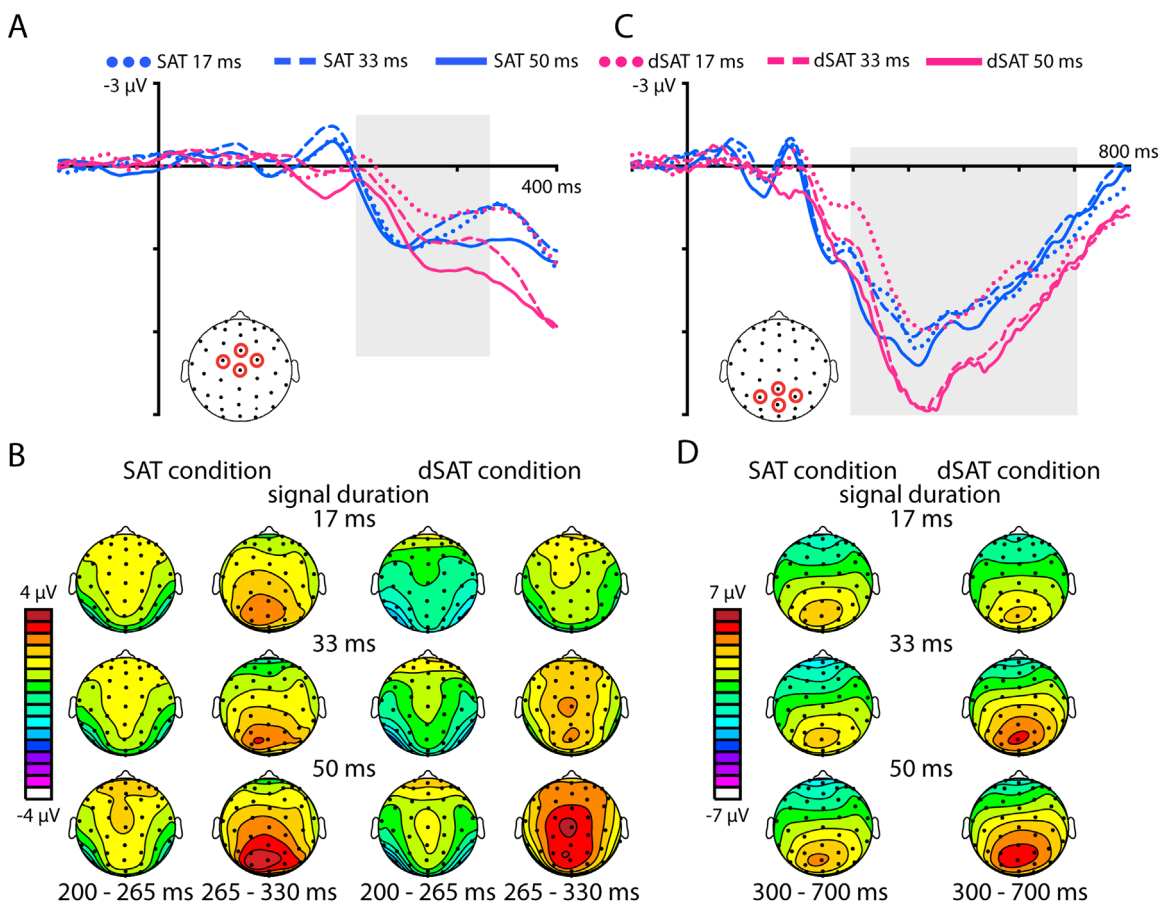 A
C
SAT 17 ms SAT 33 ms SAT 50 ms dSAT 17 ms dSAT 33 ms dSAT 50 ms
-3 µV
-3 µV
400 ms
800 ms
B
D
SAT condition dSAT condition
signal duration
17 ms
SAT condition dSAT condition
signal duration
17 ms
4 µV
-4 µV
33 ms
50 ms
7 µV
-7 µV
33 ms
50 ms
200 - 265 ms 265 - 330 ms 200 - 265 ms 265 - 330 ms
300 - 700 ms 300 - 700 ms